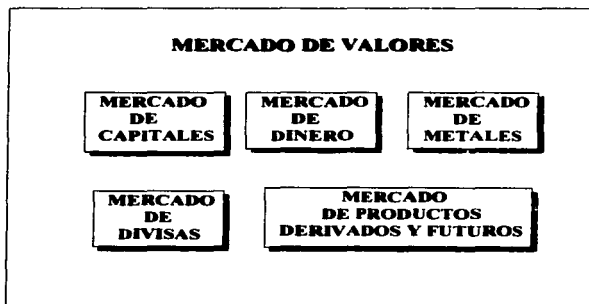 MERCADO DE VALORES
MERCADO
DE
CAPITALES
MERCADO
DE
DINERO
MERCADO
DE
METALES
MERCADO
DE
DIVISAS
MERCADO
DE PRODUCTOS
DERIVADOS Y FUTUROS